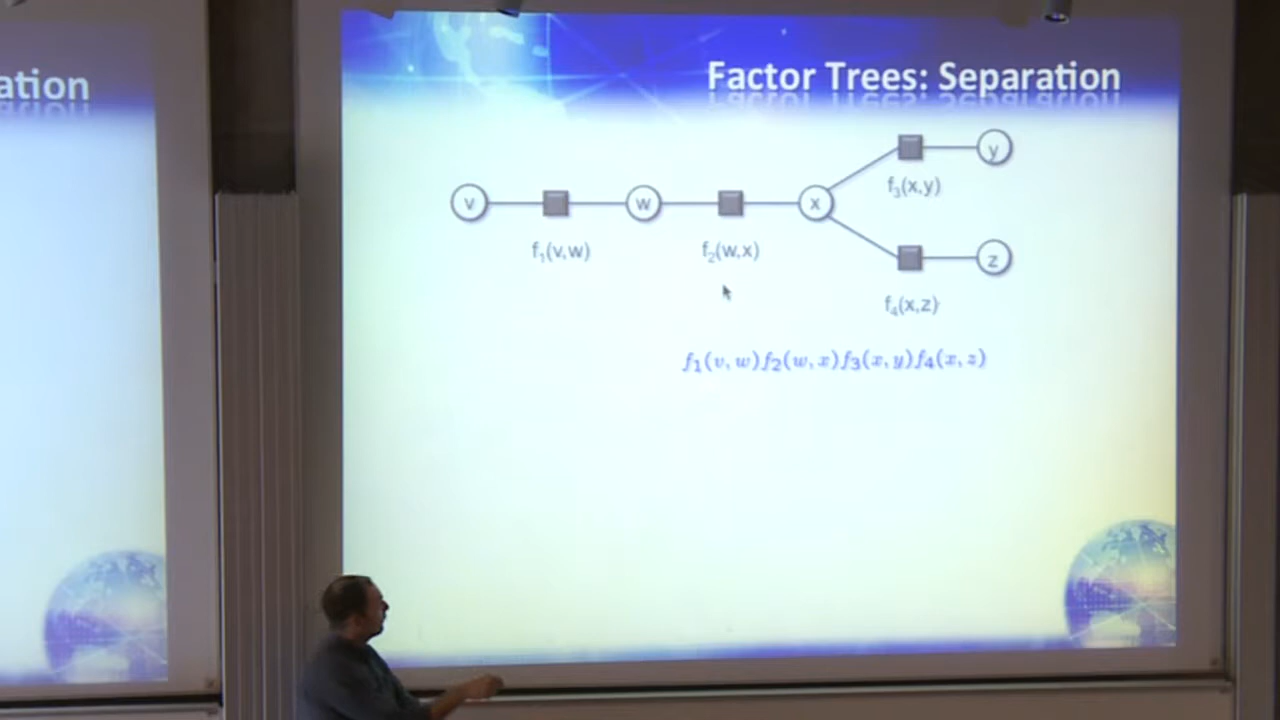 ation
Factor Trees: Separation
y
f₃(x,y)
v
w
x
f₁(v,w)
f₂(w,x)
z
f₄(x,z)
f₁(v, w)f₂(w, x)f₃(x, y)f₄(x, z)